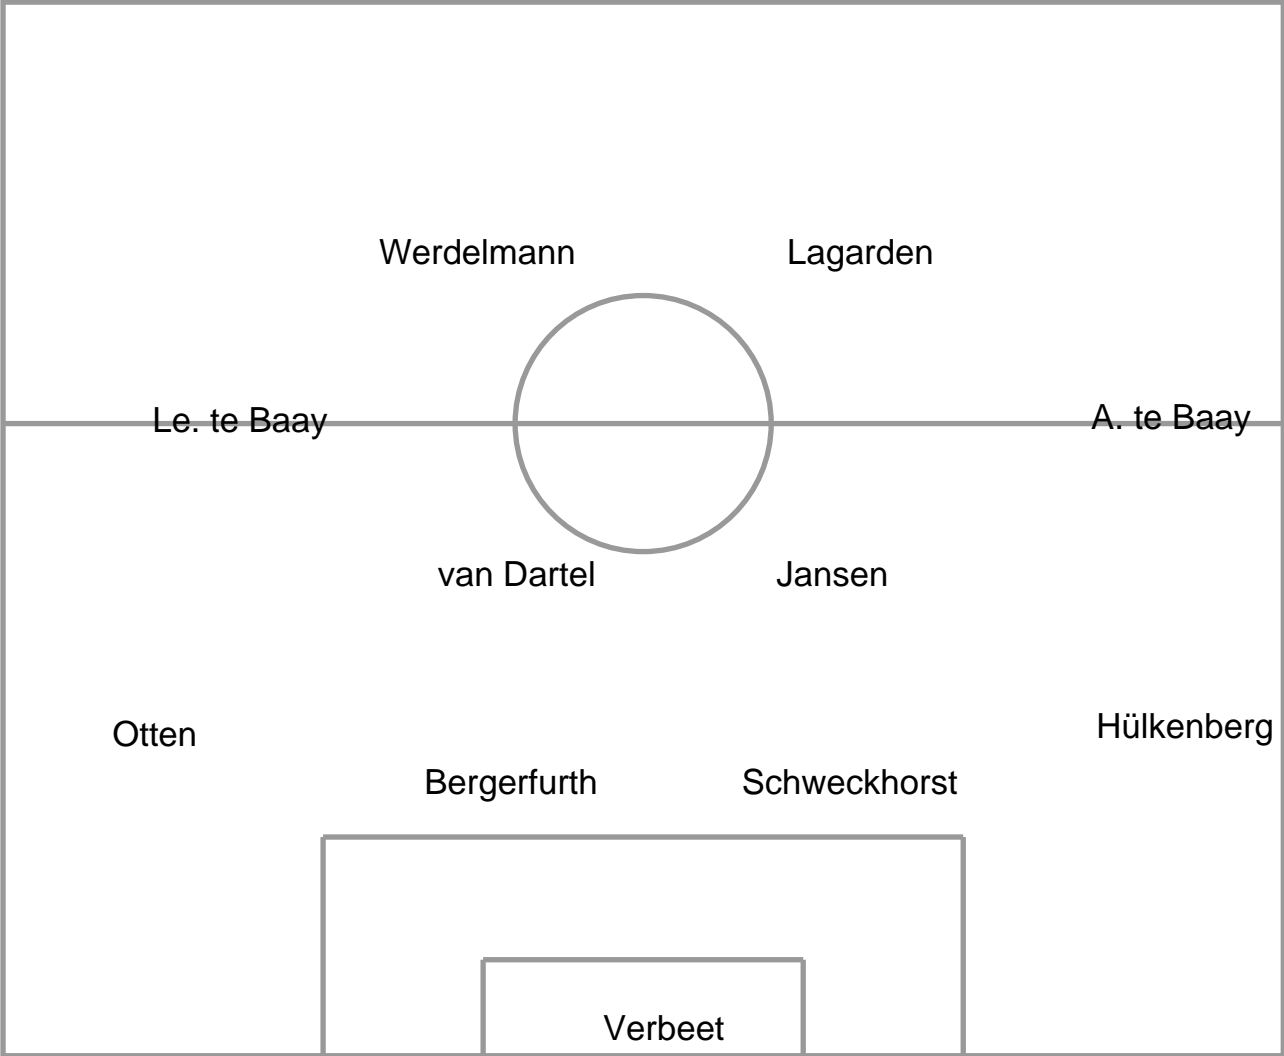 Werdelmann Lagarden
Le. te Baay A. te Baay
van Dartel Jansen
Otten Hülkenberg
Bergerfurth Schweckhorst
Verbeet